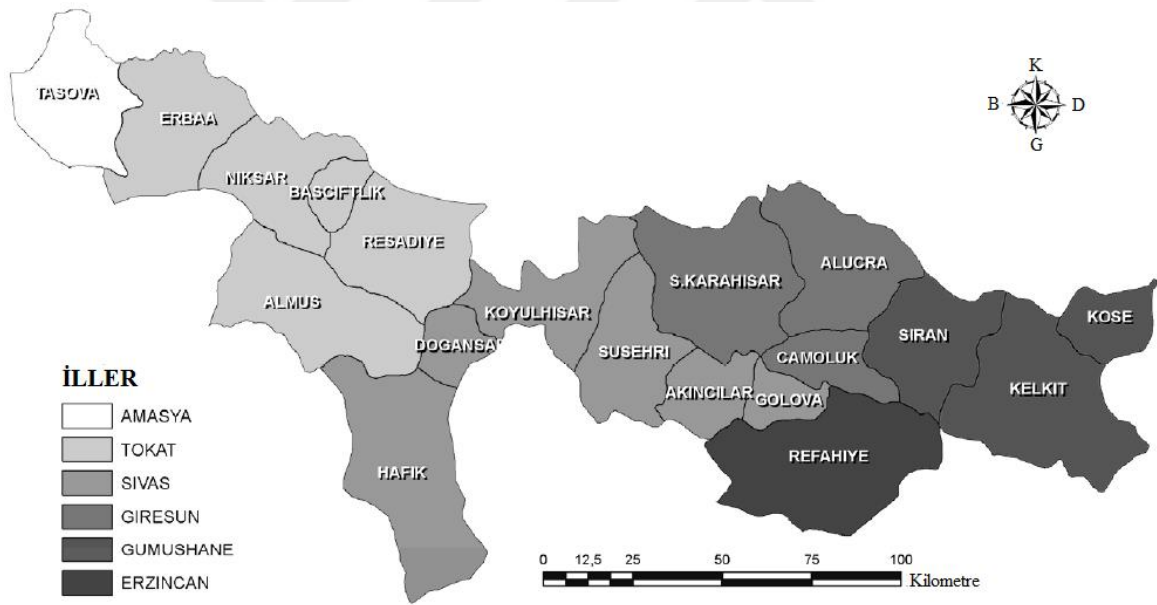 K
B D
G
TASOVA
ERBAA
NIKSAR
BASCIFTLIK
RESADIYE
ALMUS
KOYULHISAR
DOGANSA
HAFIK
SUSEHRI
S.KARAHISAR
ALUCRA
CAMOLUK
AKINCILAR
GOLOVA
SIRAN
KOSE
KELKIT
REFAHIYE
İLLER
AMASYA
TOKAT
SIVAS
GIRESUN
GUMUSHANE
ERZINCAN
0 12,5 25 50 75 100
Kilometre